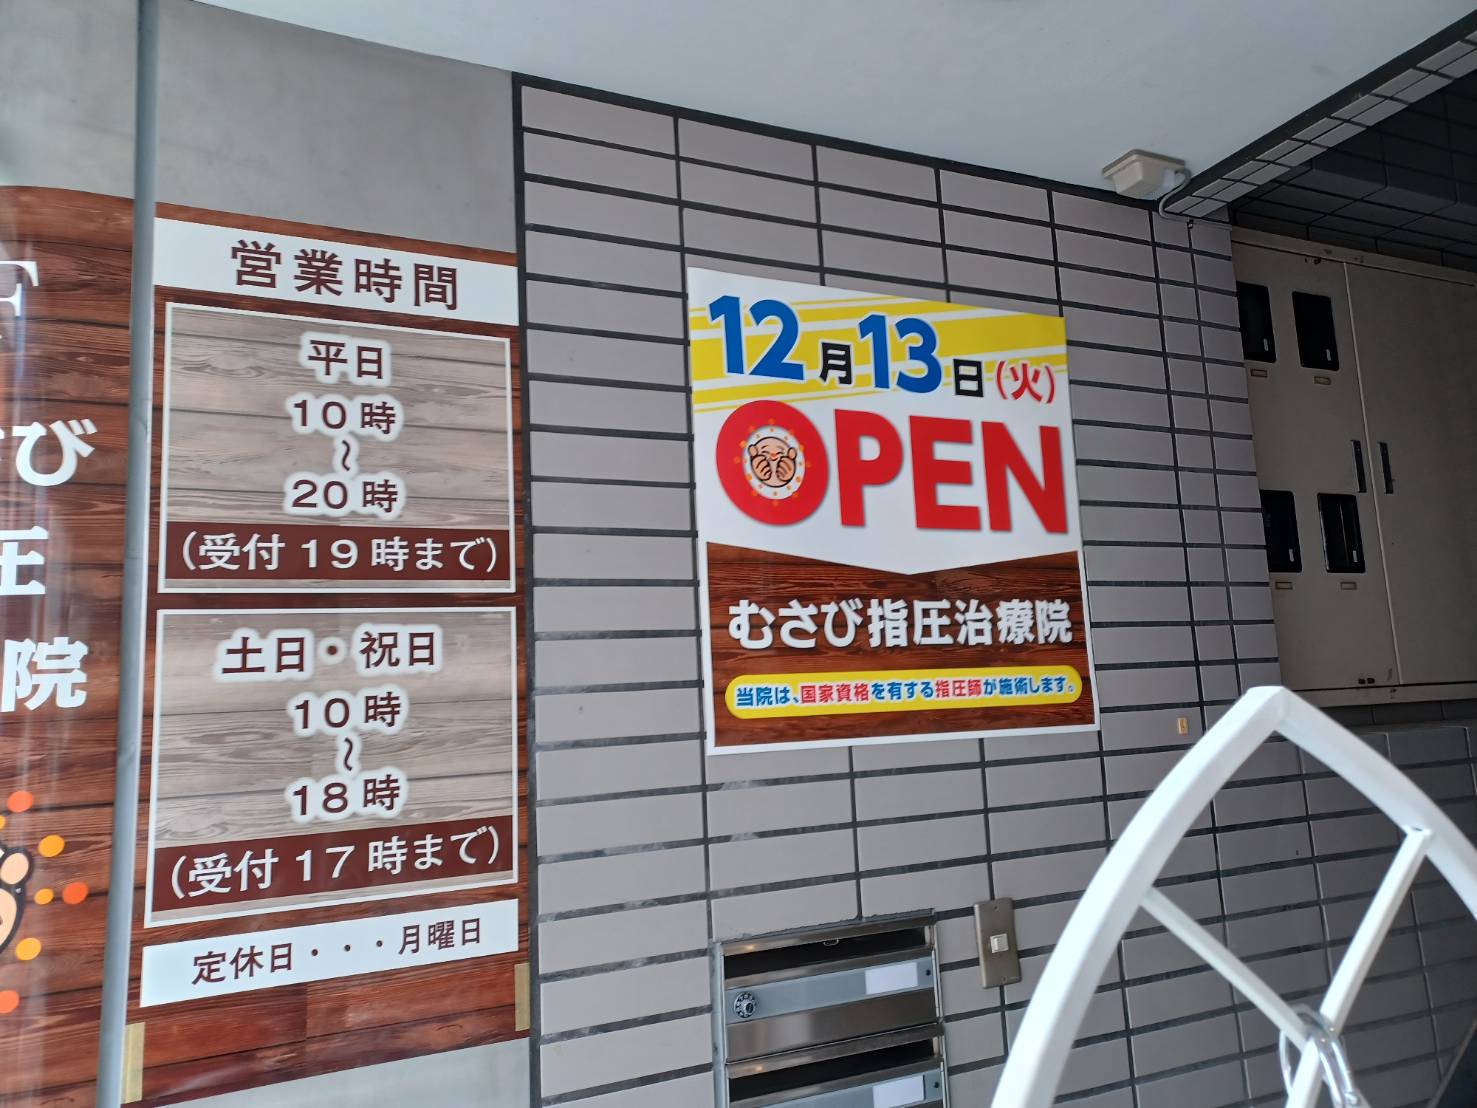 営業時間
平日
10時
〜
20時
(受付19時まで)
土日・祝日
10時
〜
18時
(受付17時まで)
定休日・・・月曜日
12月13日(火)
OPEN
むさび指圧治療院
当院は、国家資格を有する指圧師が施術します。
び
圧
院